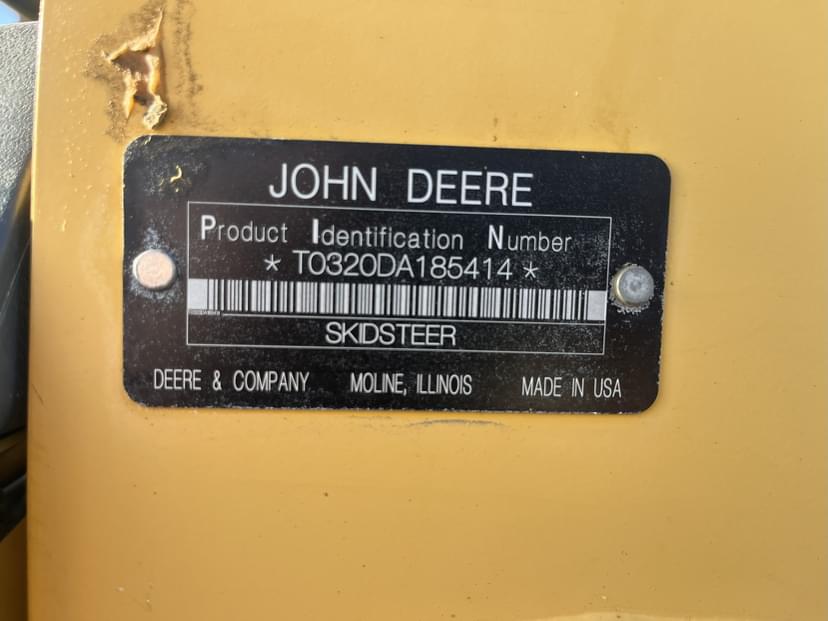 JOHN DEERE
Product Identification Number
* T0320DA185414 *
SKIDSTEER
DEERE & COMPANY MOLINE, ILLINOIS MADE IN USA